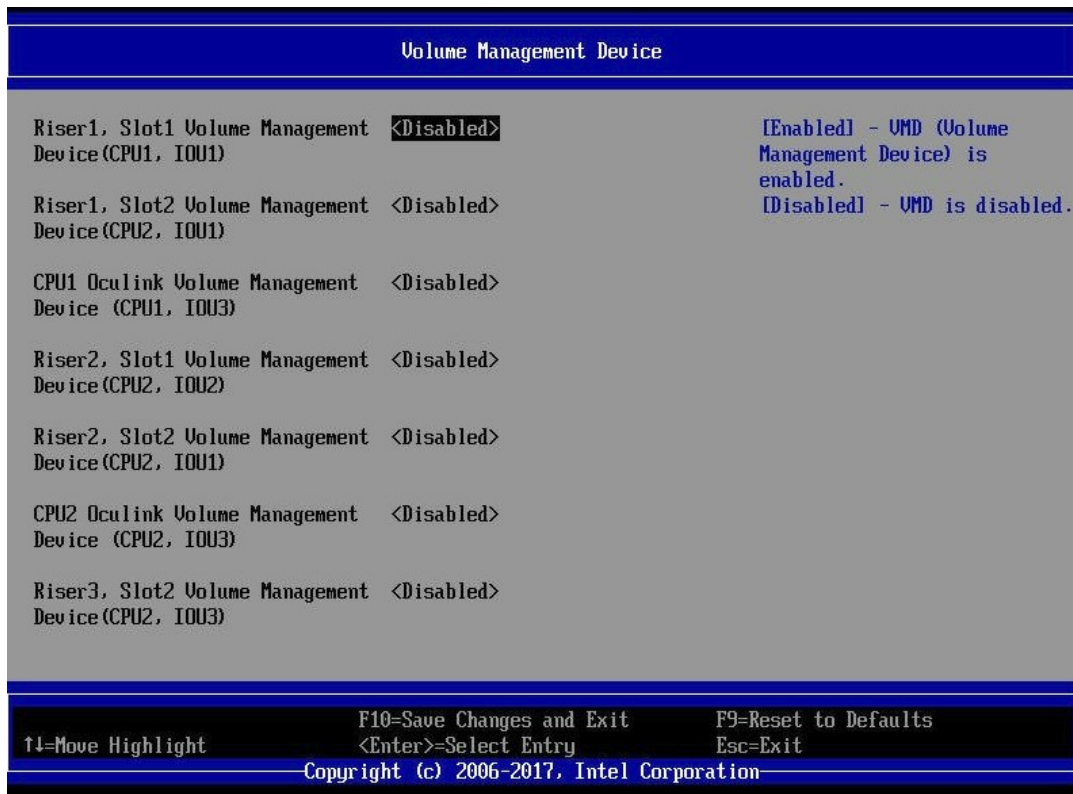 Volume Management Device
Riser1, Slot1 Volume Management <Disabled>
Device(CPU1, IOU1)
Riser1, Slot2 Volume Management <Disabled>
Device(CPU2, IOU1)
CPU1 Oculink Volume Management <Disabled>
Device (CPU1, IOU3)
Riser2, Slot1 Volume Management <Disabled>
Device(CPU2, IOU2)
Riser2, Slot2 Volume Management <Disabled>
Device(CPU2, IOU1)
CPU2 Oculink Volume Management <Disabled>
Device (CPU2, IOU3)
Riser3, Slot2 Volume Management <Disabled>
Device(CPU2, IOU3)
[Enabled] - VMD (Volume
Management Device) is
enabled.
[Disabled] - VMD is disabled.
F10=Save Changes and Exit F9=Reset to Defaults
↑↓=Move Highlight <Enter>=Select Entry Esc=Exit
Copyright (c) 2006-2017, Intel Corporation